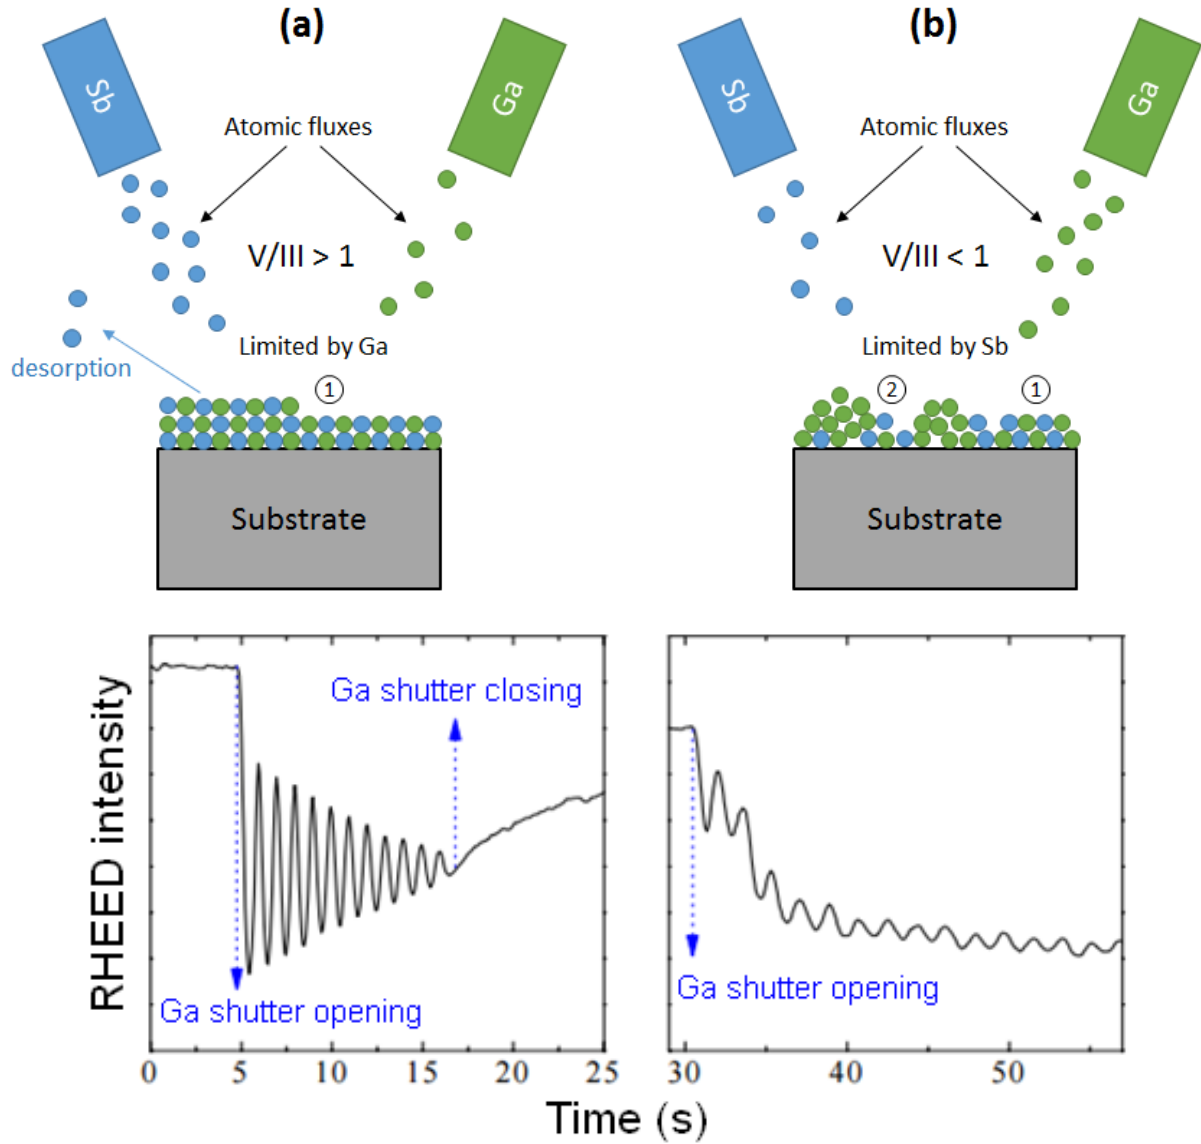 (a)
(b)
Sb
Ga
Sb
Ga
Atomic fluxes
Atomic fluxes
V/III > 1
V/III < 1
Limited by Ga
Limited by Sb
desorption
1
2
1
Substrate
Substrate
RHEED intensity
Ga shutter closing
Ga shutter opening
Ga shutter opening
0 5 10 15 20 25
30 40 50
Time (s)